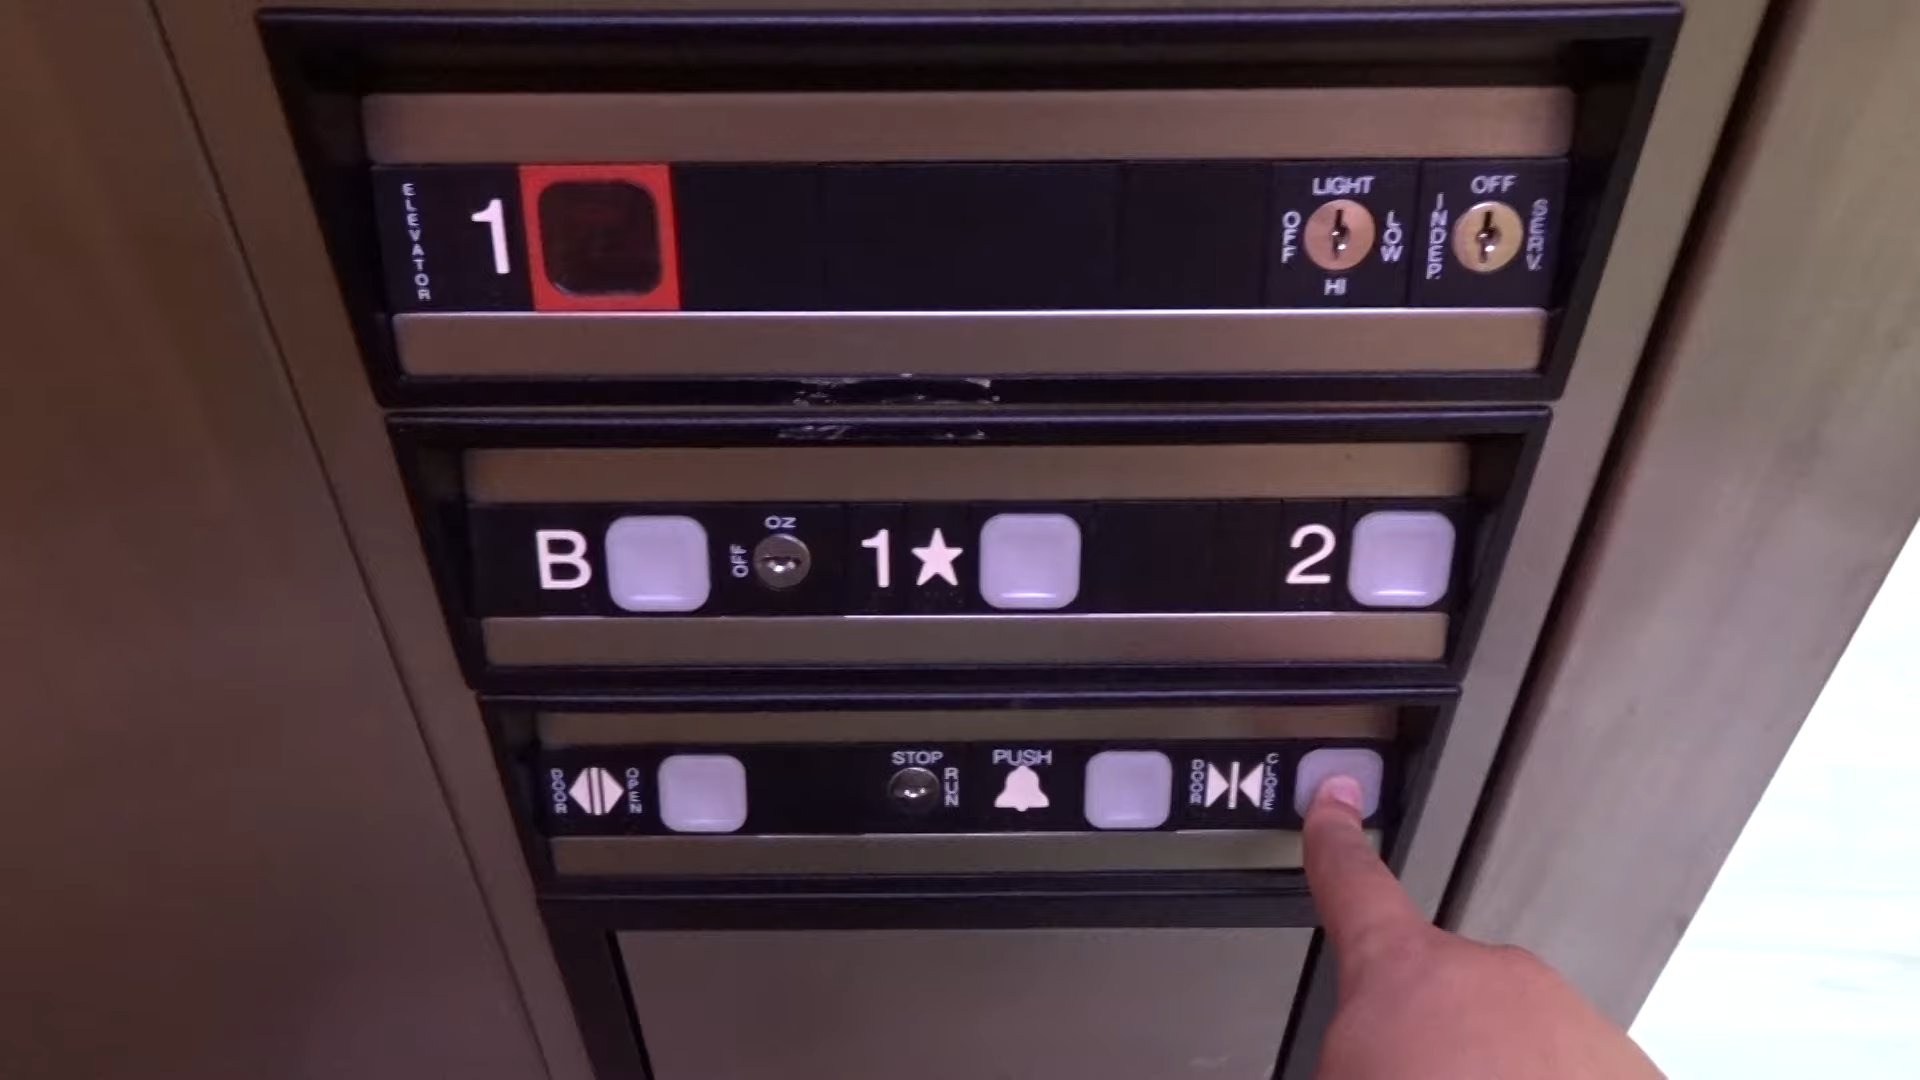 ELEVATOR
1
LIGHT
OFF
LOW
HI
OFF
INDEP.
SERV.
B
OFF
ON
1★
2
DOOR
OPEN
STOP
RUN
PUSH
DOOR
CLOSE